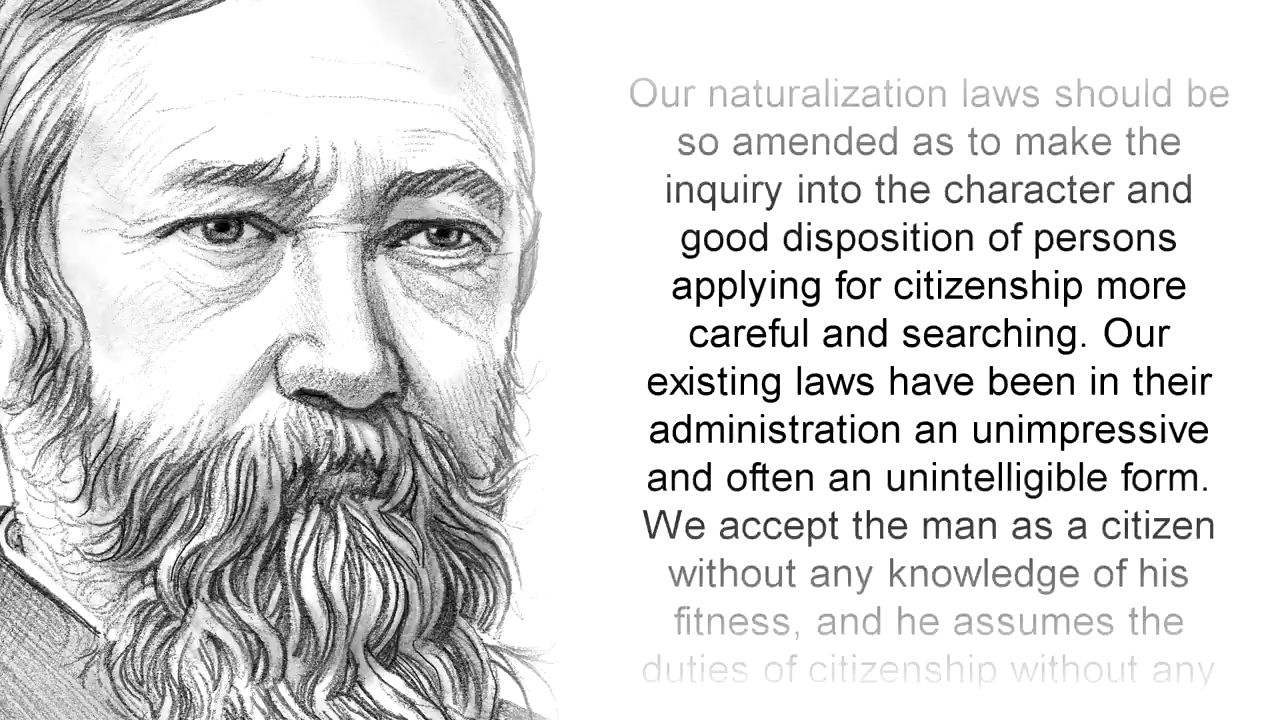 Our naturalization laws should be
so amended as to make the
inquiry into the character and
good disposition of persons
applying for citizenship more
careful and searching. Our
existing laws have been in their
administration an unimpressive
and often an unintelligible form.
We accept the man as a citizen
without any knowledge of his
fitness, and he assumes the
duties of citizenship without any